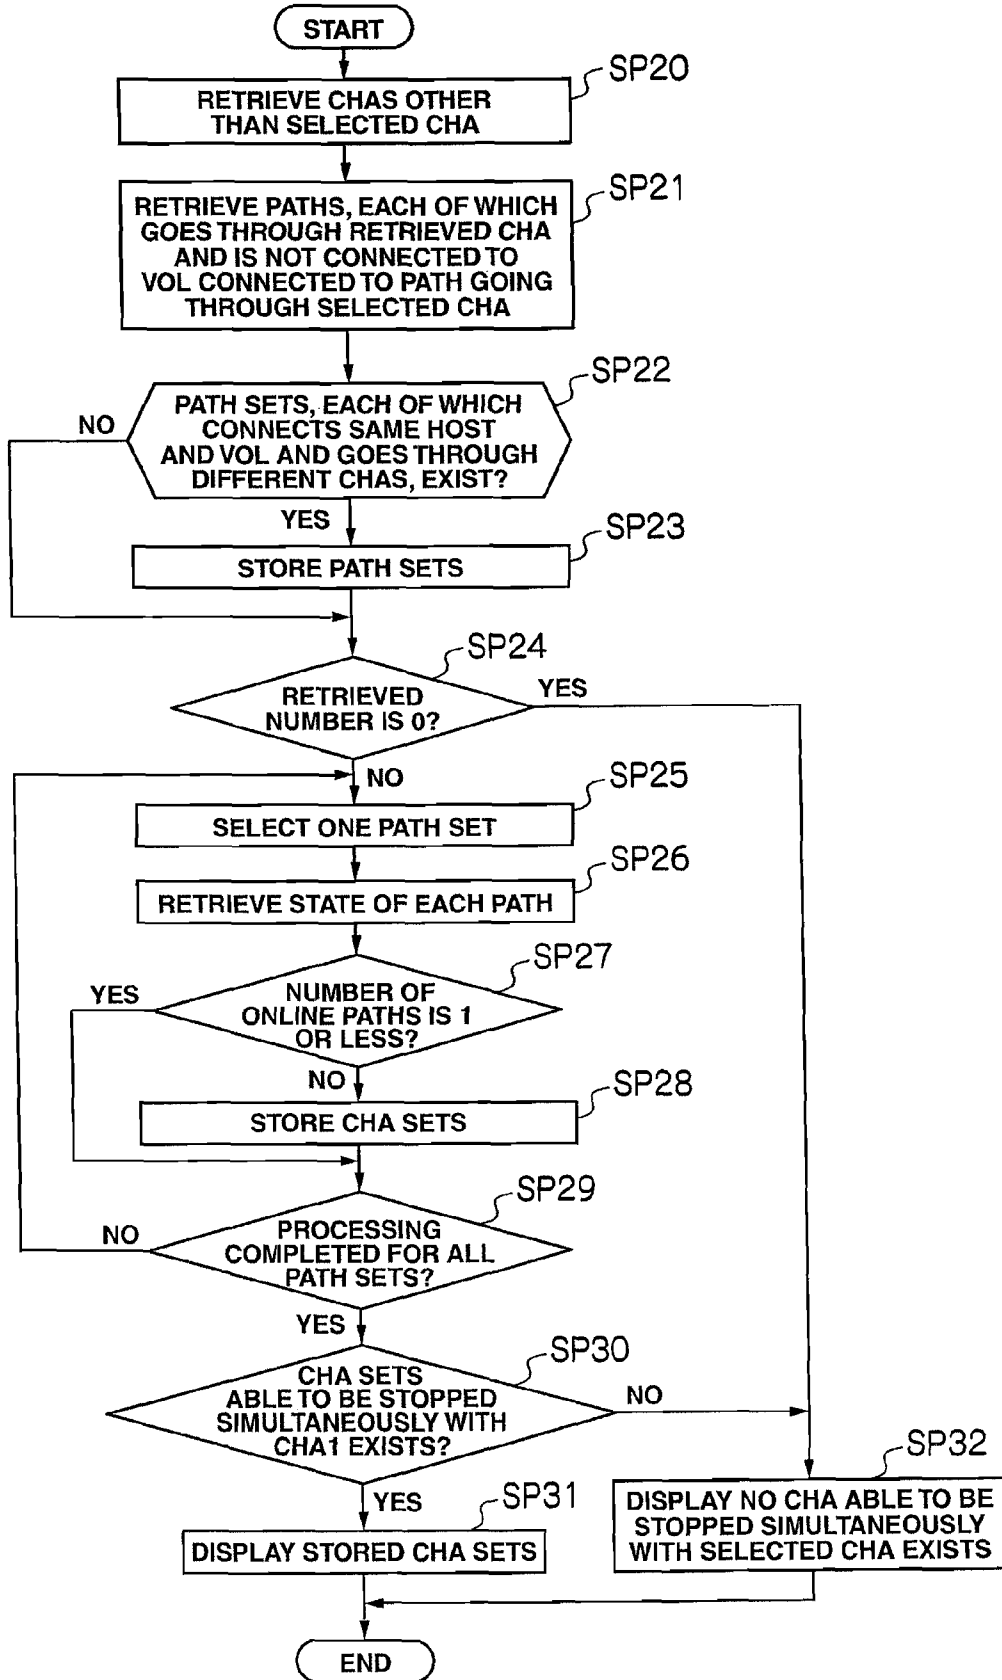 START
SP20
RETRIEVE CHAS OTHER
THAN SELECTED CHA
SP21
RETRIEVE PATHS, EACH OF WHICH
GOES THROUGH RETRIEVED CHA
AND IS NOT CONNECTED TO
VOL CONNECTED TO PATH GOING
THROUGH SELECTED CHA
SP22
PATH SETS, EACH OF WHICH
CONNECTS SAME HOST
AND VOL AND GOES THROUGH
DIFFERENT CHAS, EXIST?
NO
YES
SP23
STORE PATH SETS
SP24
RETRIEVED
NUMBER IS 0?
YES
NO
SP25
SELECT ONE PATH SET
SP26
RETRIEVE STATE OF EACH PATH
SP27
NUMBER OF
ONLINE PATHS IS 1
OR LESS?
YES
NO
SP28
STORE CHA SETS
SP29
PROCESSING
COMPLETED FOR ALL
PATH SETS?
NO
YES
SP30
CHA SETS
ABLE TO BE STOPPED
SIMULTANEOUSLY WITH
CHA1 EXISTS?
NO
YES
SP31
DISPLAY STORED CHA SETS
SP32
DISPLAY NO CHA ABLE TO BE
STOPPED SIMULTANEOUSLY
WITH SELECTED CHA EXISTS
END